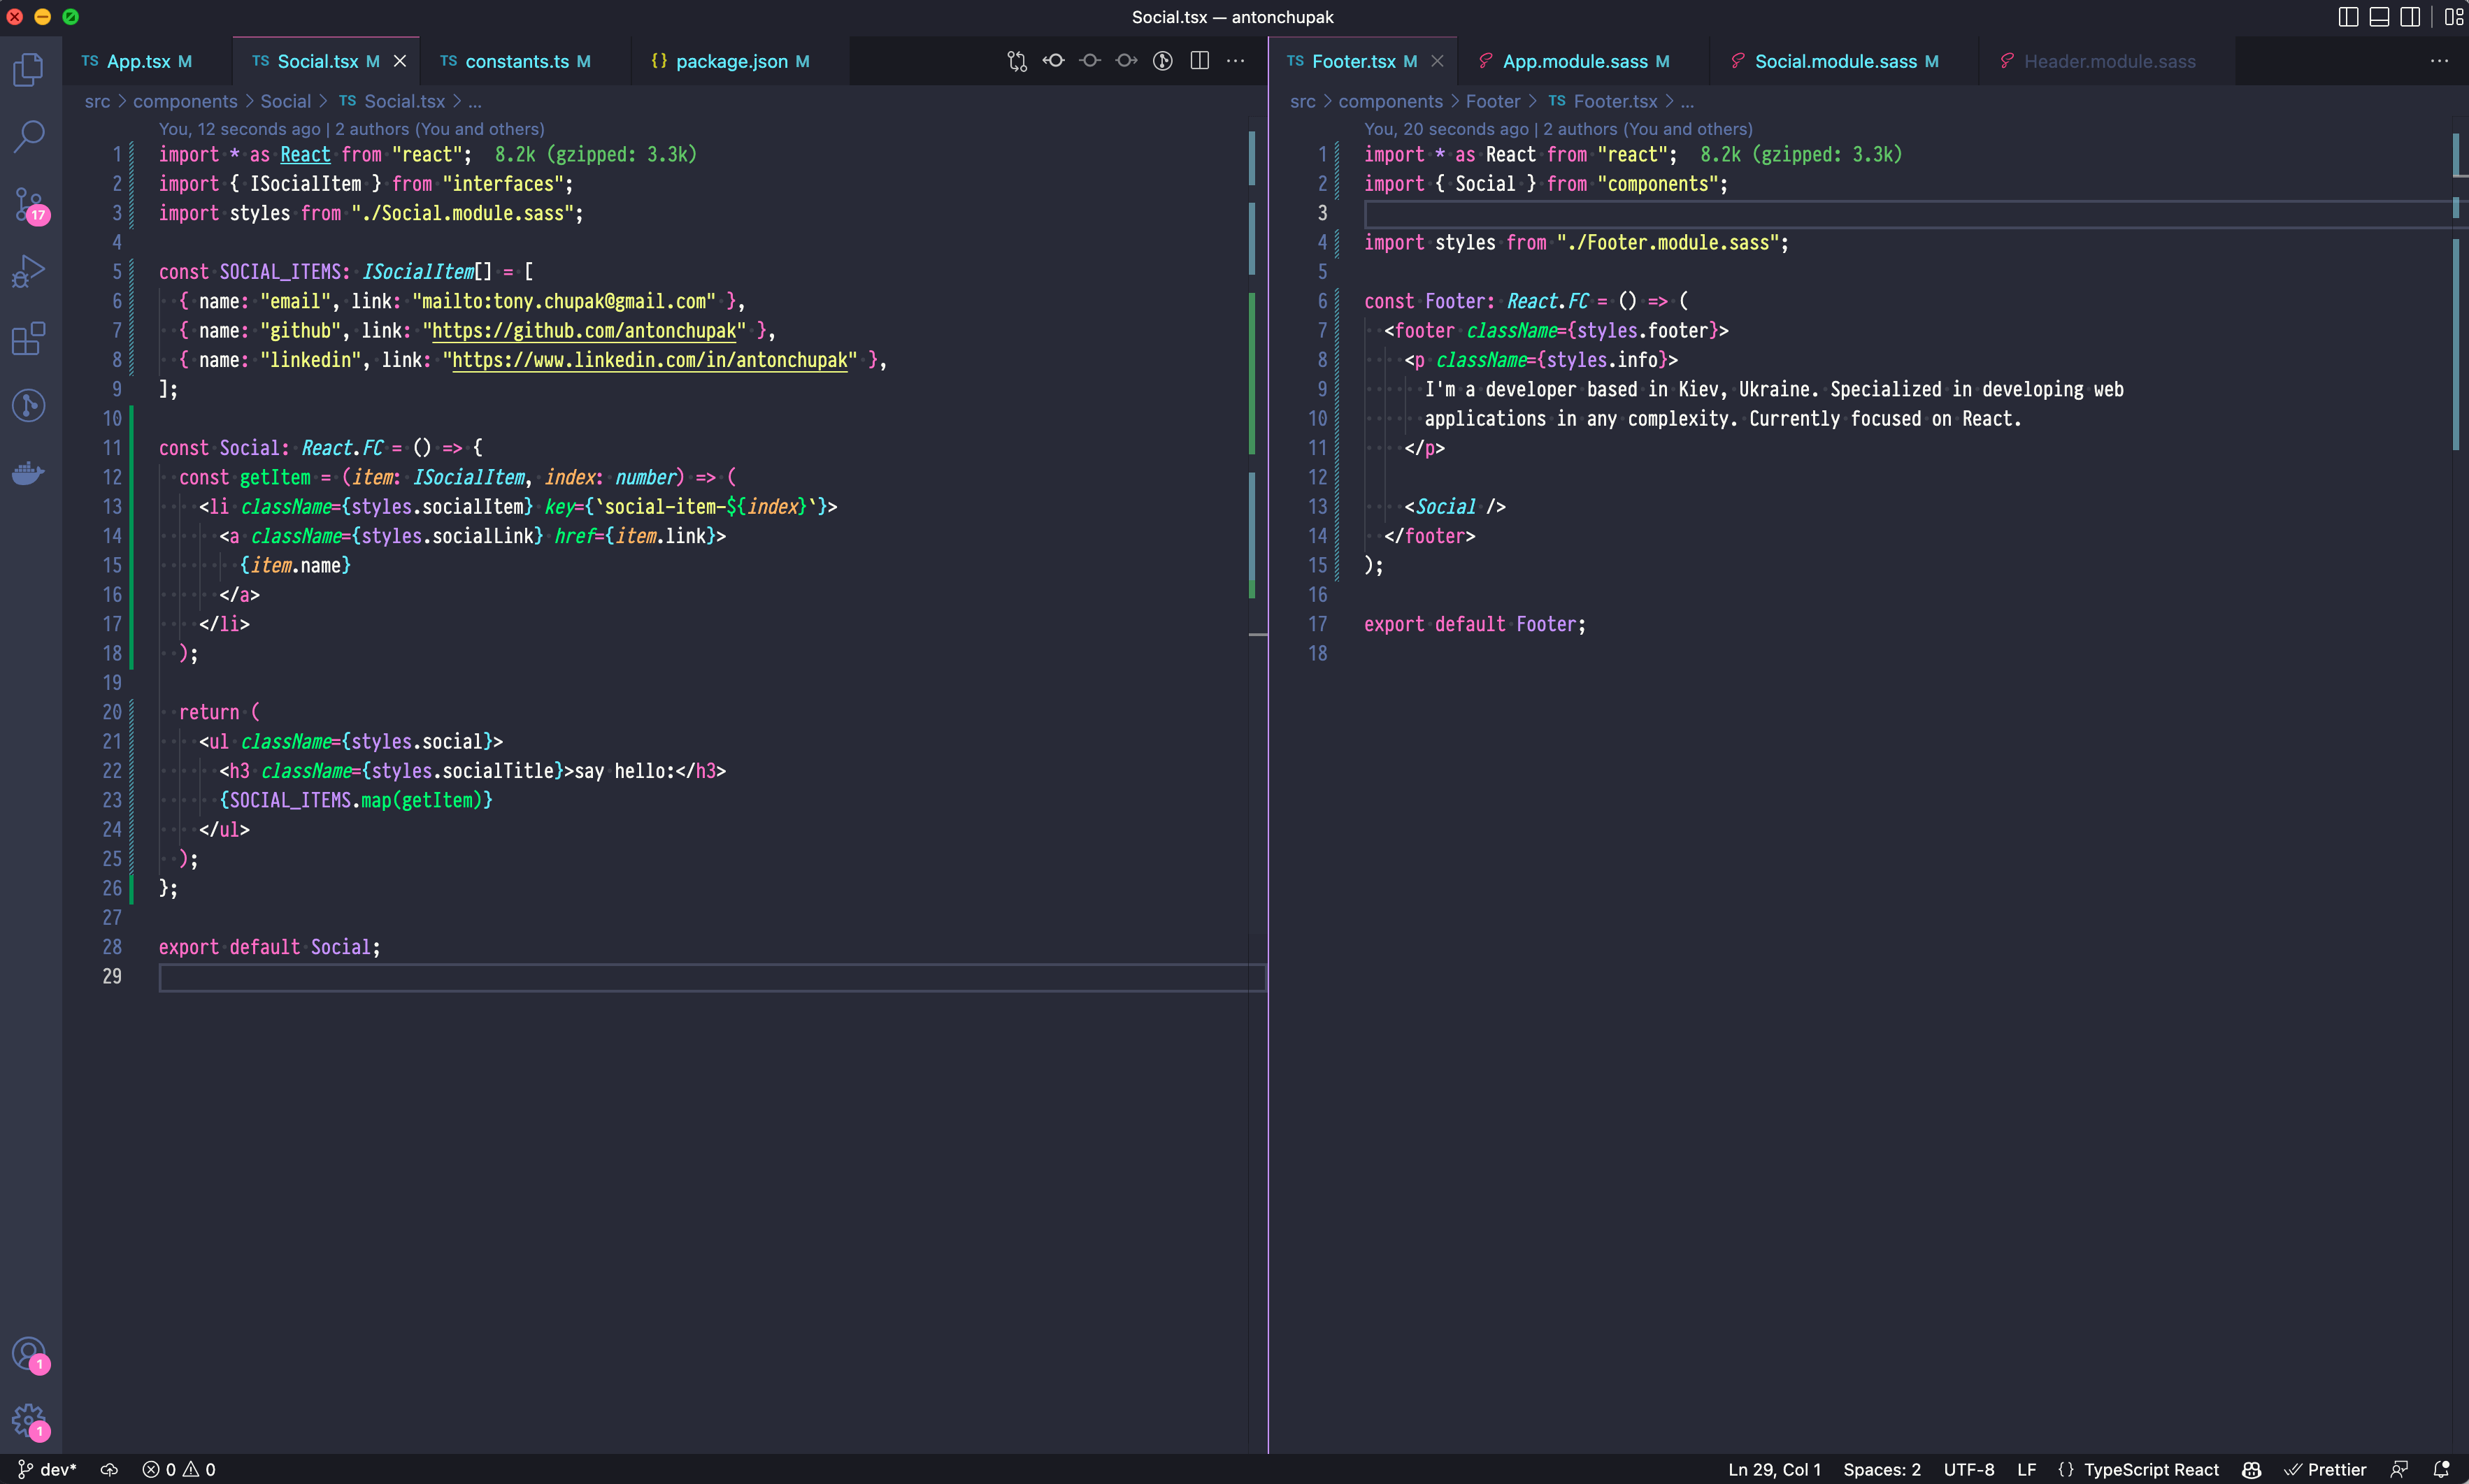 Social.tsx — antonchupak
TS App.tsx M
TS Social.tsx M
TS constants.ts M
{} package.json M
src > components > Social > TS Social.tsx > ...
You, 12 seconds ago | 2 authors (You and others)
1 import * as React from "react"; 8.2k (gzipped: 3.3k)
2 import { ISocialItem } from "interfaces";
3 import styles from "./Social.module.sass";
4
5 const SOCIAL_ITEMS: ISocialItem[] = [
6 { name: "email", link: "mailto:tony.chupak@gmail.com" },
7 { name: "github", link: "https://github.com/antonchupak" },
8 { name: "linkedin", link: "https://www.linkedin.com/in/antonchupak" },
9 ];
10
11 const Social: React.FC = () => {
12 const getItem = (item: ISocialItem, index: number) => (
13 <li className={styles.socialItem} key={`social-item-${index}`}>
14 <a className={styles.socialLink} href={item.link}>
15 {item.name}
16 </a>
17 </li>
18 );
19
20 return (
21 <ul className={styles.social}>
22 <h3 className={styles.socialTitle}>say hello:</h3>
23 {SOCIAL_ITEMS.map(getItem)}
24 </ul>
25 );
26 };
27
28 export default Social;
29
TS Footer.tsx M
App.module.sass M
Social.module.sass M
Header.module.sass
src > components > Footer > TS Footer.tsx > ...
You, 20 seconds ago | 2 authors (You and others)
1 import * as React from "react"; 8.2k (gzipped: 3.3k)
2 import { Social } from "components";
3
4 import styles from "./Footer.module.sass";
5
6 const Footer: React.FC = () => (
7 <footer className={styles.footer}>
8 <p className={styles.info}>
9 I'm a developer based in Kiev, Ukraine. Specialized in developing web
10 applications in any complexity. Currently focused on React.
11 </p>
12
13 <Social />
14 </footer>
15 );
16
17 export default Footer;
18
17
1
1
dev*
0 0
Ln 29, Col 1
Spaces: 2
UTF-8
LF
{} TypeScript React
Prettier